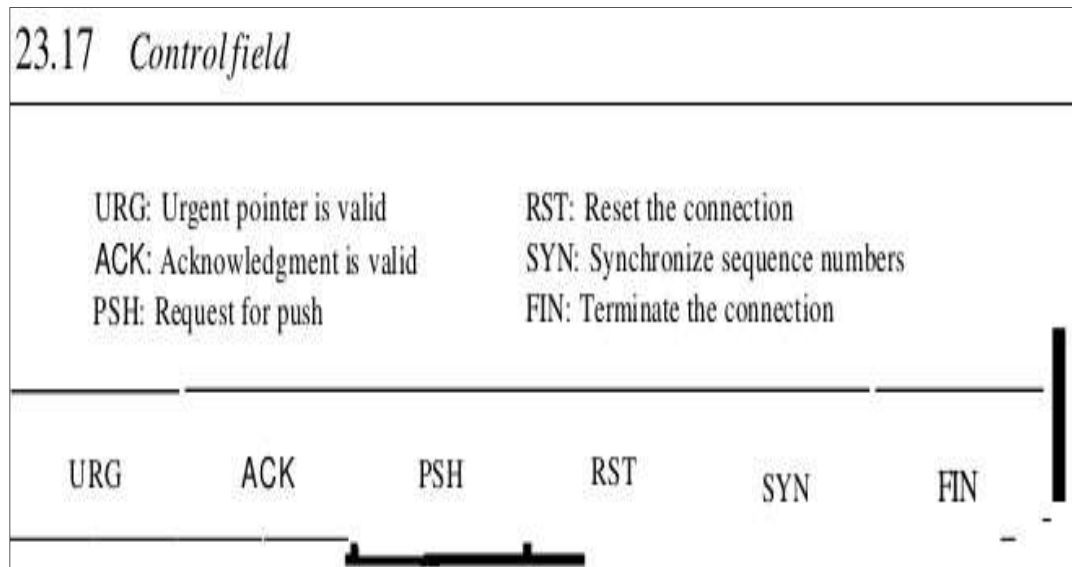 23.17 Control field
URG: Urgent pointer is valid
ACK: Acknowledgment is valid
PSH: Request for push
RST: Reset the connection
SYN: Synchronize sequence numbers
FIN: Terminate the connection
URG ACK PSH RST SYN FIN